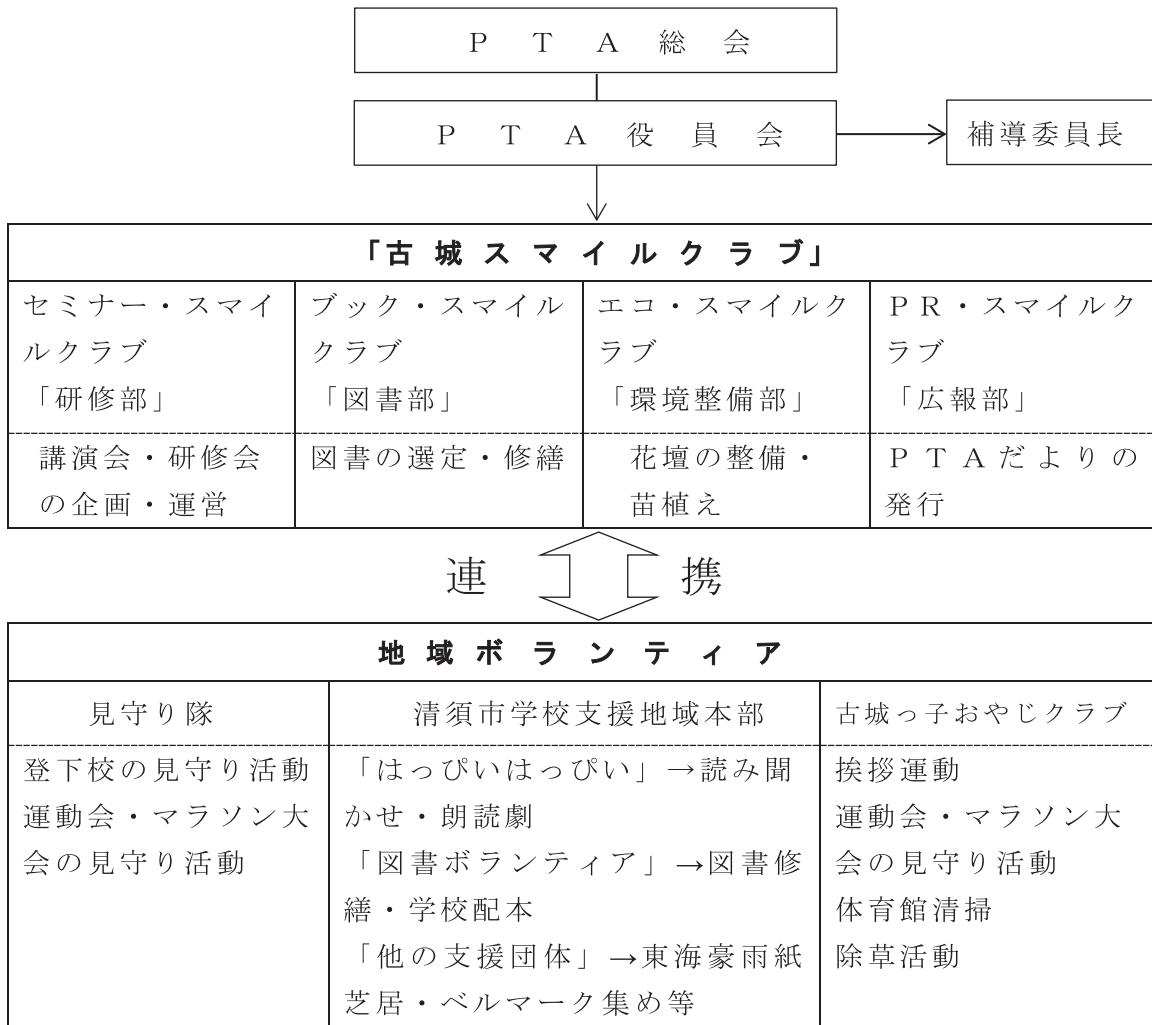 ＰＴＡ総会
ＰＴＡ役員会
補導委員長
「古城スマイルクラブ」
セミナー・スマイ
ルクラブ
「研修部」
ブック・スマイル
クラブ
「図書部」
エコ・スマイルク
ラブ
「環境整備部」
ＰＲ・スマイルク
ラブ
「広報部」
講演会・研修会
の企画・運営
図書の選定・修繕
花壇の整備・
苗植え
ＰＴＡだよりの
発行
連携
地域ボランティア
見守り隊
清須市学校支援地域本部
古城っ子おやじクラブ
登下校の見守り活動
運動会・マラソン大
会の見守り活動
「はっぴいはっぴい」→読み聞
かせ・朗読劇
「図書ボランティア」→図書修
繕・学校配本
「他の支援団体」→東海豪雨紙
芝居・ベルマーク集め等
挨拶運動
運動会・マラソン大
会の見守り活動
体育館清掃
除草活動